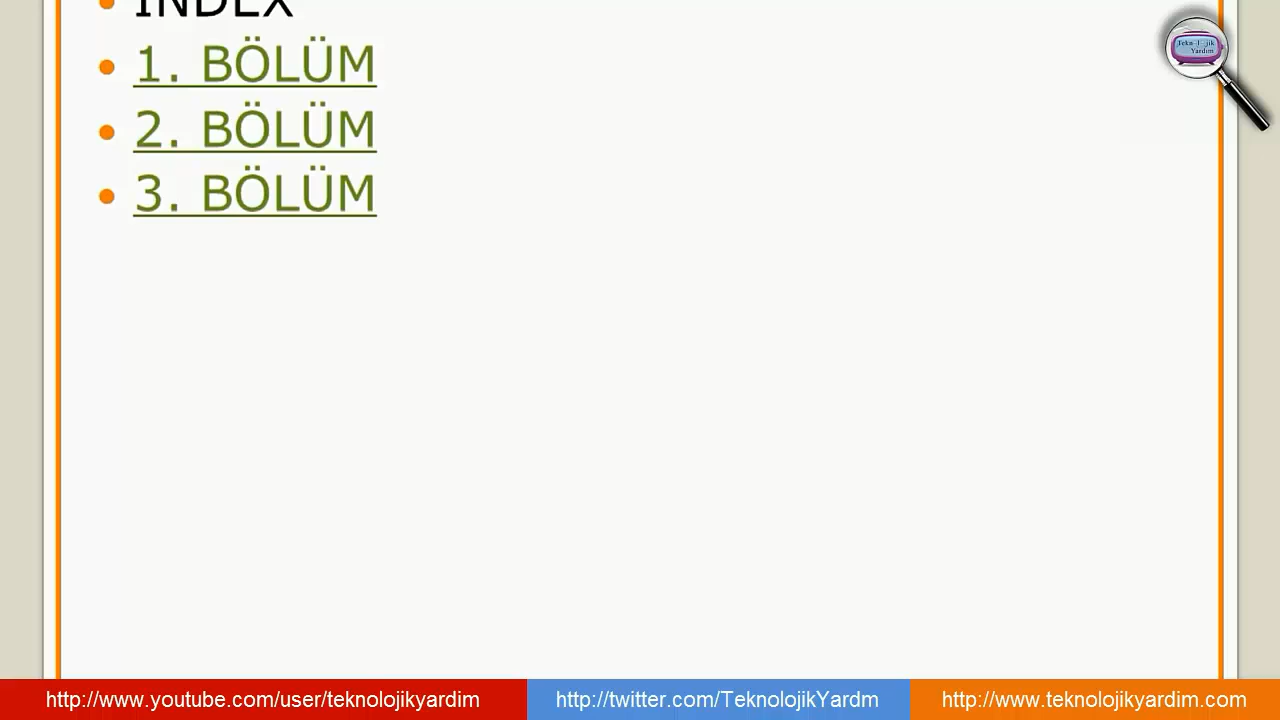 INDEX
1. BÖLÜM
2. BÖLÜM
3. BÖLÜM
Yardim
http://www.youtube.com/user/teknolojikyardim
http://twitter.com/TeknolojikYardm
http://www.teknolojikyardim.com